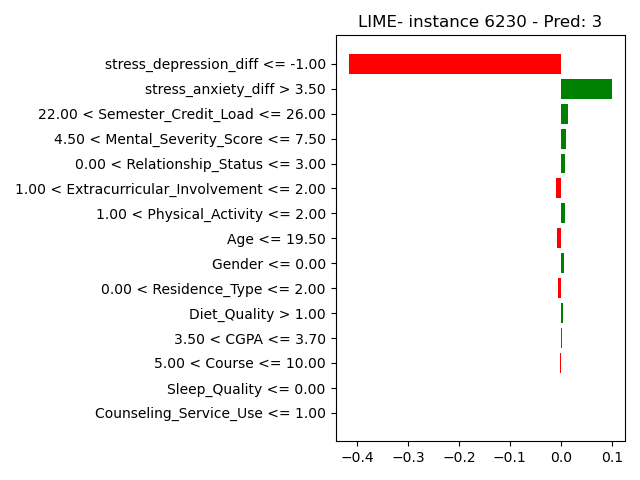 LIME- instance 6230 - Pred: 3
stress_depression_diff <= -1.00
stress_anxiety_diff > 3.50
22.00 < Semester_Credit_Load <= 26.00
4.50 < Mental_Severity_Score <= 7.50
0.00 < Relationship_Status <= 3.00
1.00 < Extracurricular_Involvement <= 2.00
1.00 < Physical_Activity <= 2.00
Age <= 19.50
Gender <= 0.00
0.00 < Residence_Type <= 2.00
Diet_Quality > 1.00
3.50 < CGPA <= 3.70
5.00 < Course <= 10.00
Sleep_Quality <= 0.00
Counseling_Service_Use <= 1.00
−0.4 −0.3 −0.2 −0.1 0.0 0.1